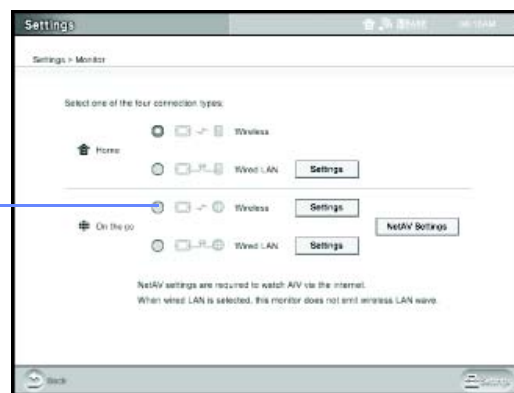 Settings
Settings > Monitor
Select one of the four connection types.
Home
Wireless
Wired LAN Settings
On the go
Wireless Settings
NetAV Settings
Wired LAN Settings
NetAV settings are required to watch A/V via the internet.
When wired LAN is selected, this monitor does not emit wireless LAN wave.
Back
Settings